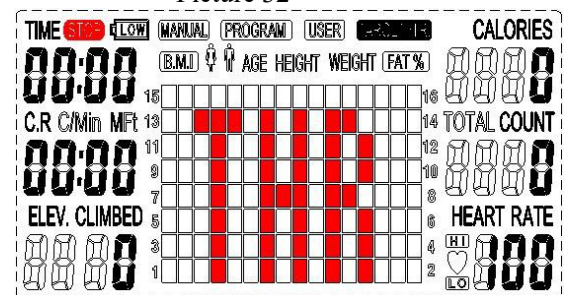 Picture 32
TIME STOP LOW MANUAL PROGRAM USER CALORIES
00:00 B.M.I AGE HEIGHT WEIGHT FAT % 0
15 16
C.R C/Min MFt 13 14 TOTAL COUNT
11 12
00:00 9 10 0
THR
7 8
ELEV. CLIMBED 5 6 HEART RATE
3 4 HI
0 100
1 2 LO